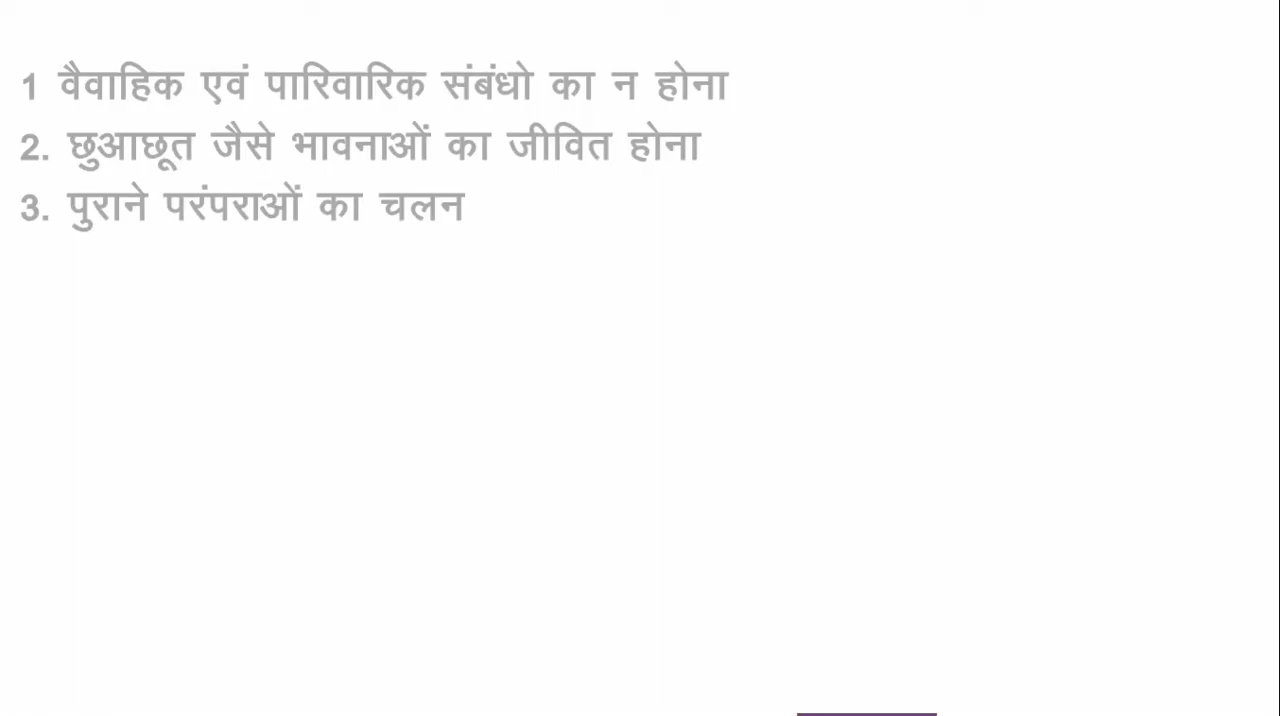 1 वैवाहिक एवं पारिवारिक संबंधो का न होना
2. छुआछूत जैसे भावनाओं का जीवित होना
3. पुराने परंपराओं का चलन